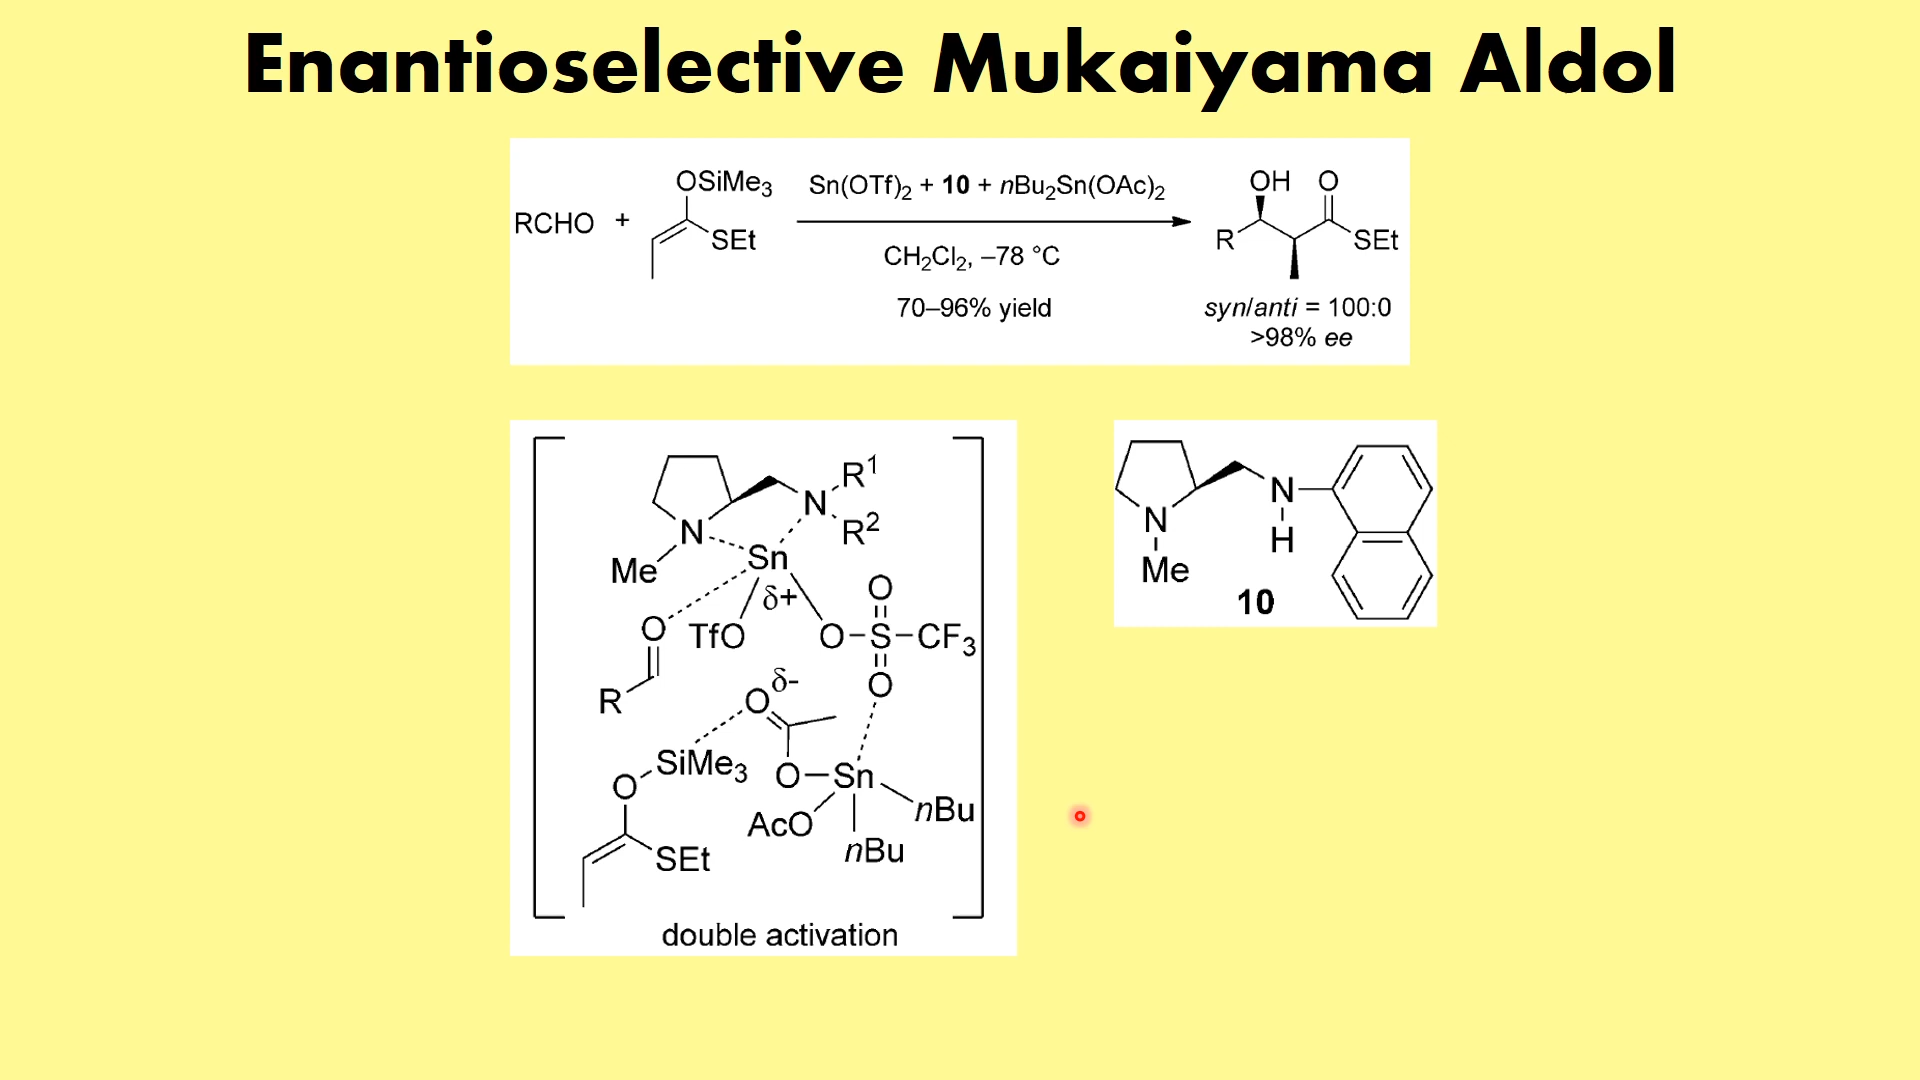 Enantioselective Mukaiyama Aldol
RCHO + OSiMe₃ SEt
Sn(OTf)₂ + 10 + nBu₂Sn(OAc)₂
CH₂Cl₂, –78 °C
70–96% yield
OH O
R SEt
syn/anti = 100:0
>98% ee
R¹
N
R²
N
Sn
Me
δ+
O
O TfO O–S–CF₃
O
δ-
O
R
SiMe₃
O
O–Sn
nBu
AcO
nBu
SEt
double activation
N
N
H
Me
10